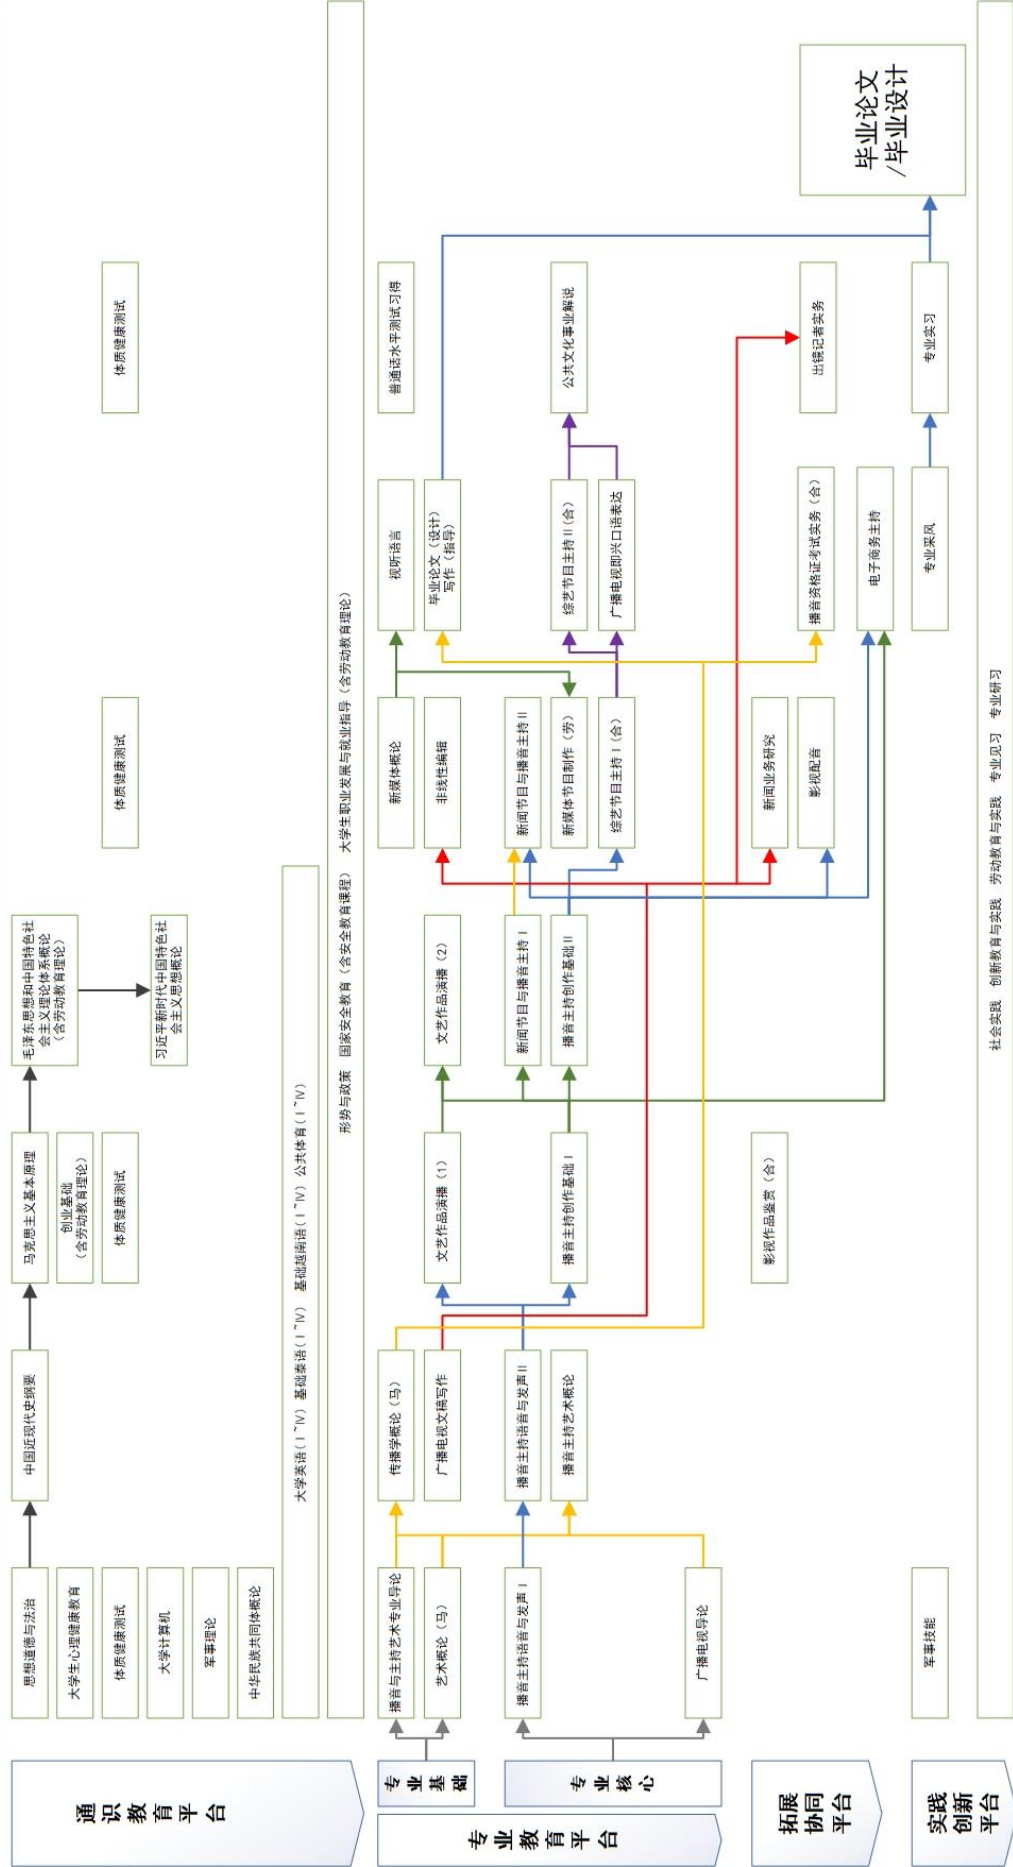 通识教育平台
思想道德与法治
中国近现代史纲要
马克思主义基本原理
毛泽东思想和中国特色社
会主义理论体系概论
（含劳动教育理论）
大学生心理健康教育
创业基础
（含劳动教育理论）
体质健康测试
体质健康测试
体质健康测试
体质健康测试
大学计算机
习近平新时代中国特色社
会主义思想概论
军事理论
中华民族共同体概论
大学英语(Ⅰ~Ⅳ) 基础泰语(Ⅰ~Ⅳ) 基础越南语(Ⅰ~Ⅳ) 公共体育(Ⅰ~Ⅳ)
形势与政策 国家安全教育（含安全教育课程） 大学生职业发展与就业指导（含劳动教育理论）
专业教育平台
专业基础
播音与主持艺术专业导论
传播学概论（马）
新媒体概论
视听语言
普通话水平测试习得
艺术概论（马）
广播电视文稿写作
文艺作品演播（1）
文艺作品演播（2）
非线性编辑
毕业论文（设计）
写作（指导）
专业核心
播音主持语音与发声Ⅰ
播音主持语音与发声Ⅱ
新闻节目与播音主持Ⅰ
新闻节目与播音主持Ⅱ
播音主持艺术概论
播音主持创作基础Ⅰ
播音主持创作基础Ⅱ
新媒体节目制作（劳）
综艺节目主持Ⅱ(合)
公共文化事业解说
综艺节目主持Ⅰ(合)
广播电视即兴口语表达
广播电视导论
拓展
协同
平台
影视作品鉴赏（合）
新闻业务研究
影视配音
播音资格证考试实务（合）
出镜记者实务
电子商务主持
实践
创新
平台
军事技能
专业采风
专业实习
毕业论文
/毕业设计
社会实践 创新教育与实践 劳动教育与实践 专业见习 专业研习